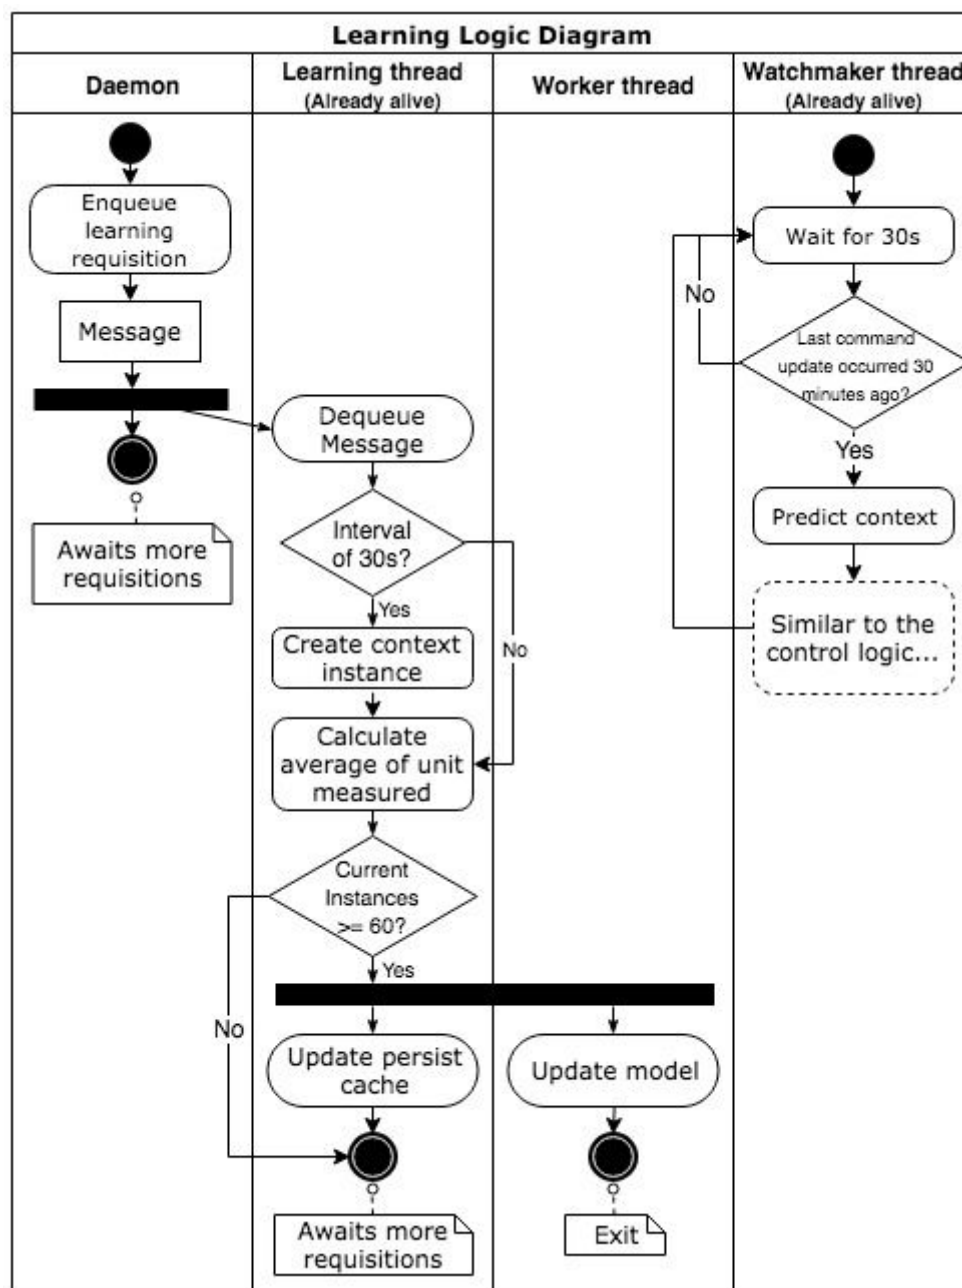 Learning Logic Diagram
Daemon
Learning thread
(Already alive)
Worker thread
Watchmaker thread
(Already alive)
Enqueue
learning
requisition
Message
Awaits more
requisitions
Dequeue
Message
Interval
of 30s?
Yes
No
Create context
instance
Calculate
average of unit
measured
Current
Instances
>= 60?
Yes
No
Update persist
cache
Awaits more
requisitions
Update model
Exit
Wait for 30s
No
Last command
update occurred 30
minutes ago?
Yes
Predict context
Similar to the
control logic...